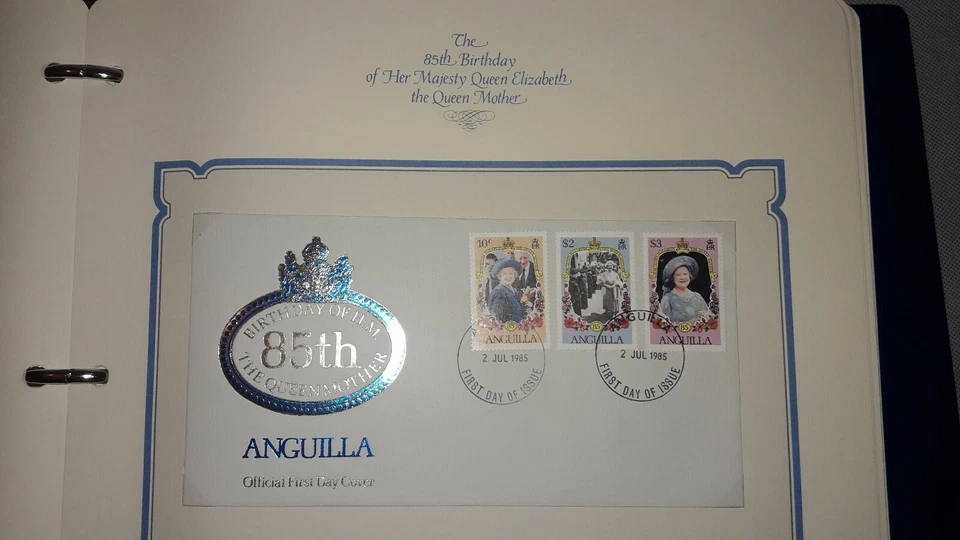 The
85th Birthday
of Her Majesty Queen Elizabeth
the Queen Mother
BIRTHDAY OF H.M.
85th
THE QUEEN MOTHER
ANGUILLA
Official First Day Cover
10c
ANGUILLA
$2
ANGUILLA
$3
ANGUILLA
2 JUL 1985
FIRST DAY OF ISSUE
ANGUILLA
2 JUL 1985
FIRST DAY OF ISSUE